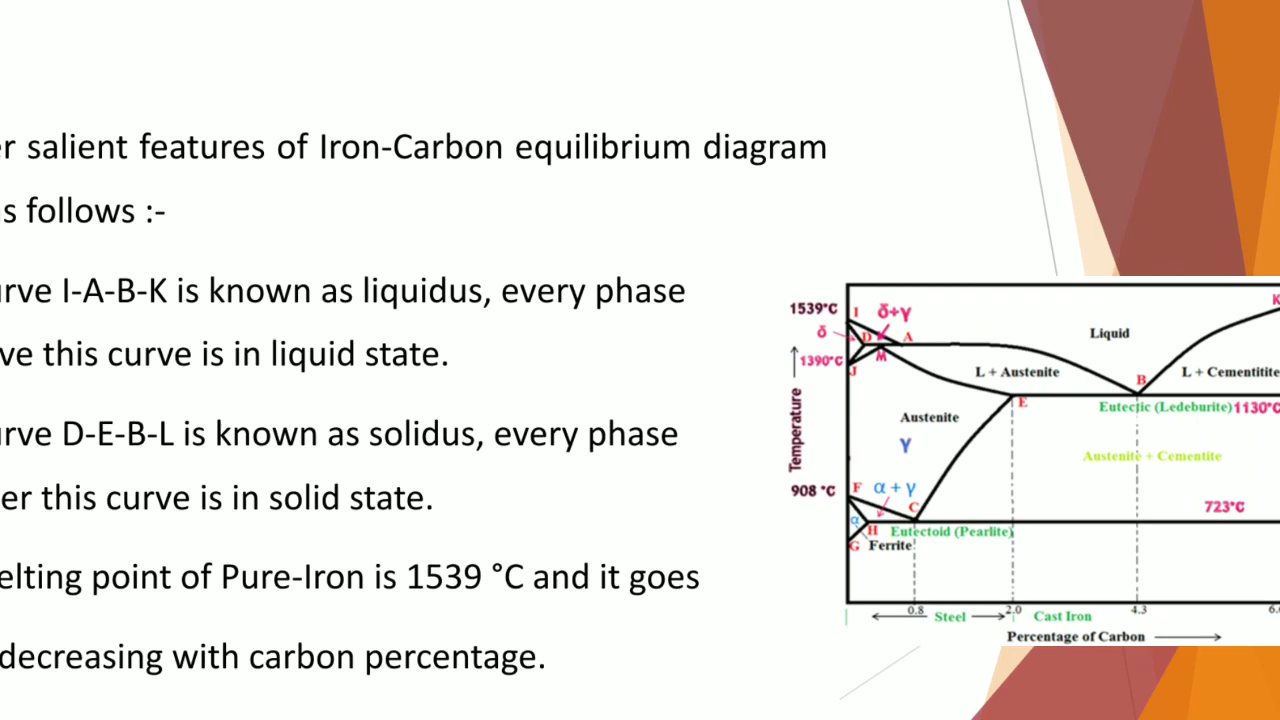 er salient features of Iron-Carbon equilibrium diagram
s follows :-
urve I-A-B-K is known as liquidus, every phase
ve this curve is in liquid state.
urve D-E-B-L is known as solidus, every phase
er this curve is in solid state.
elting point of Pure-Iron is 1539 °C and it goes
decreasing with carbon percentage.
1539°C I δ+γ K
δ D A Liquid
1390°C M
J L + Austenite B L + Cementitite
E Eutectic (Ledeburite) 1130°C
Temperature
Austenite
γ Austenite + Cementite
908 °C F α + γ
C 723°C
α H Eutectoid (Pearlite)
G Ferrite
0.8 2.0 4.3 6.
Steel Cast Iron
Percentage of Carbon